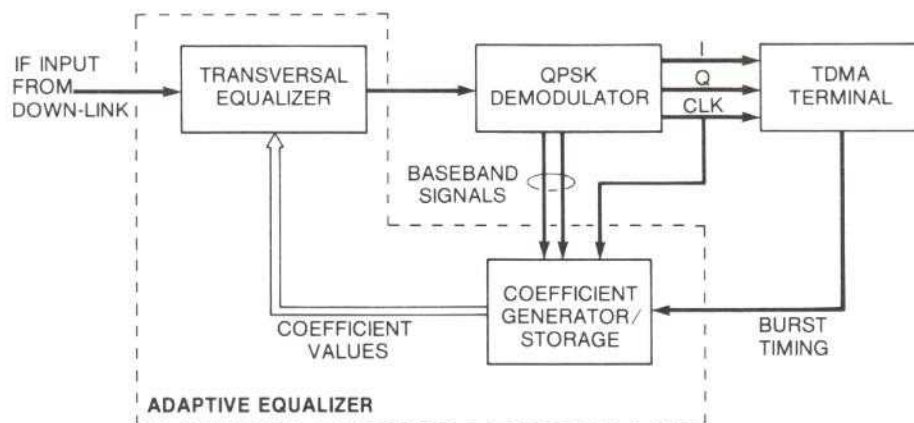 IF INPUT
FROM
DOWN-LINK
TRANSVERSAL
EQUALIZER
QPSK
DEMODULATOR
I
Q
CLK
TDMA
TERMINAL
BASEBAND
SIGNALS
COEFFICIENT
GENERATOR/
STORAGE
COEFFICIENT
VALUES
BURST
TIMING
ADAPTIVE EQUALIZER